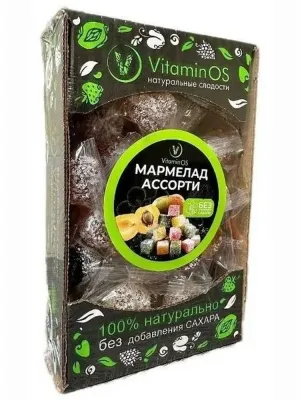 VitaminOS
натуральные сладости
VitaminOS
МАРМЕЛАД
АССОРТИ
БЕЗ
100% натурально
без добавления САХАРА